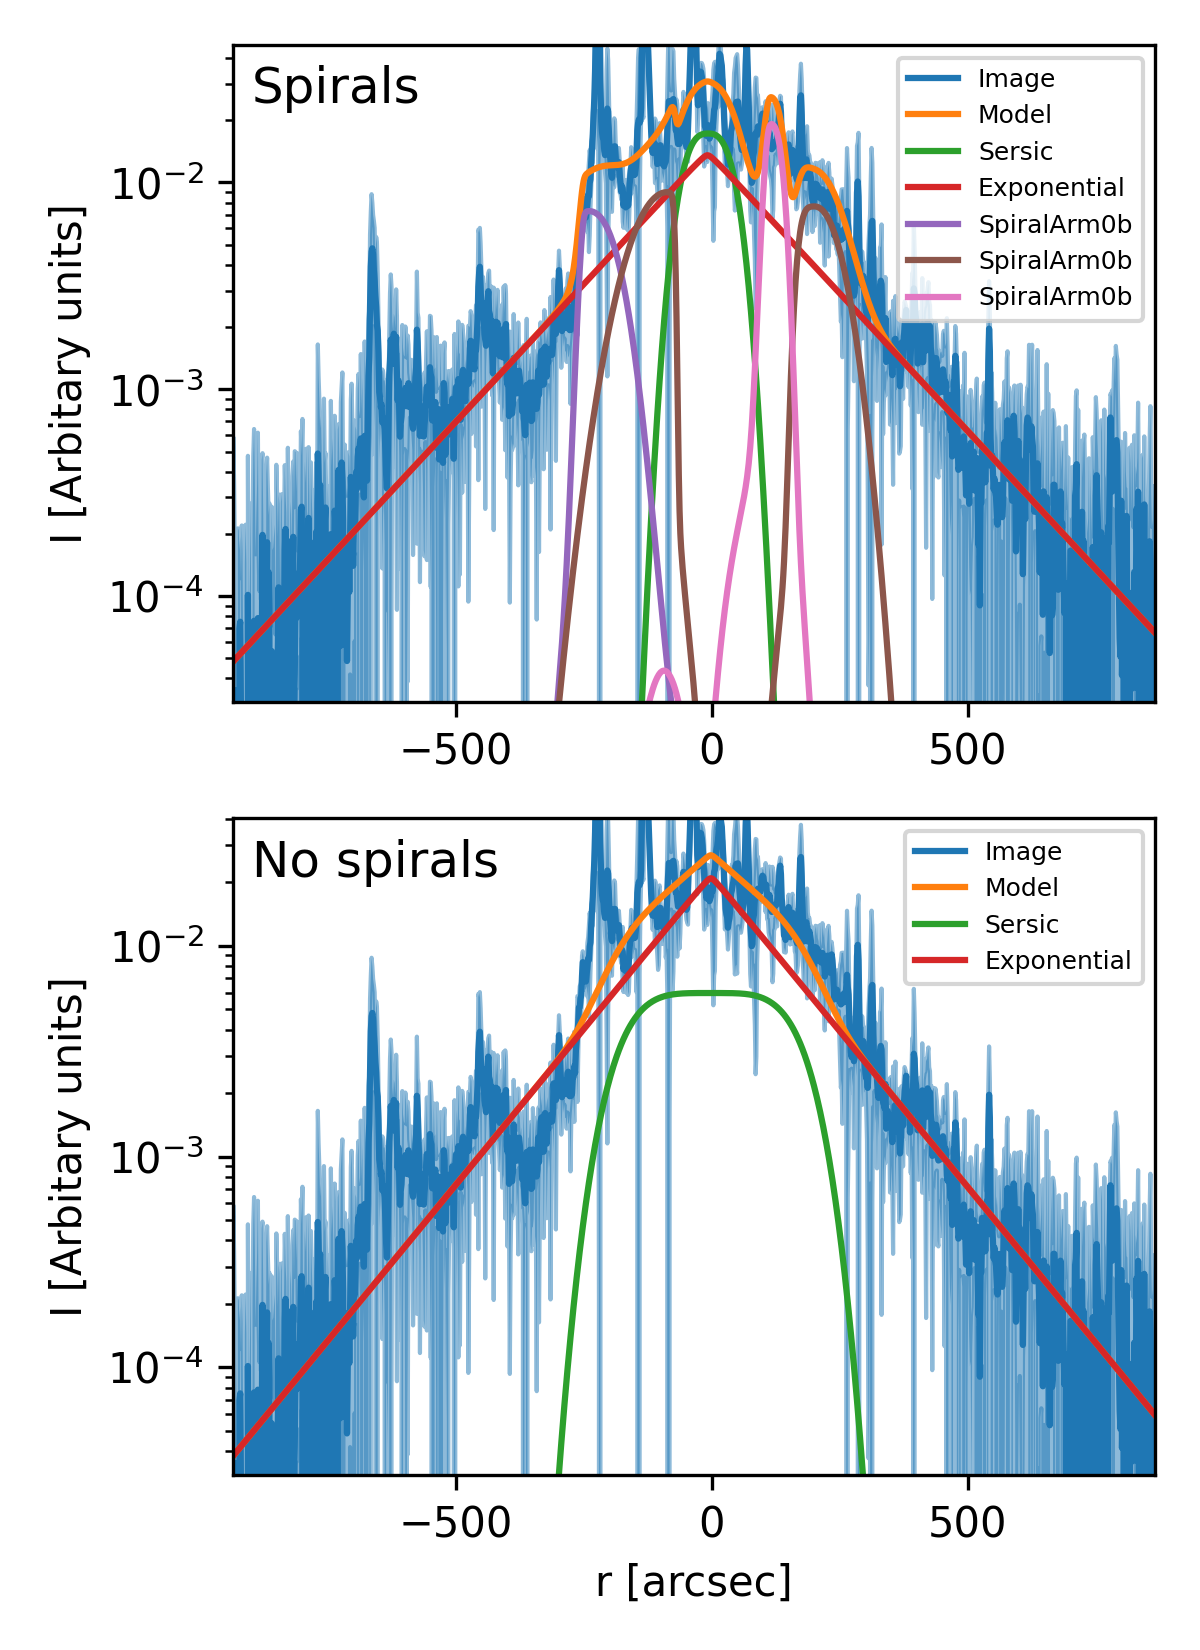 Spirals
Image
Model
Sersic
Exponential
SpiralArm0b
SpiralArm0b
SpiralArm0b
10⁻²
10⁻³
10⁻⁴
I [Arbitary units]
−500 0 500
No spirals
Image
Model
Sersic
Exponential
10⁻²
10⁻³
10⁻⁴
I [Arbitary units]
−500 0 500
r [arcsec]